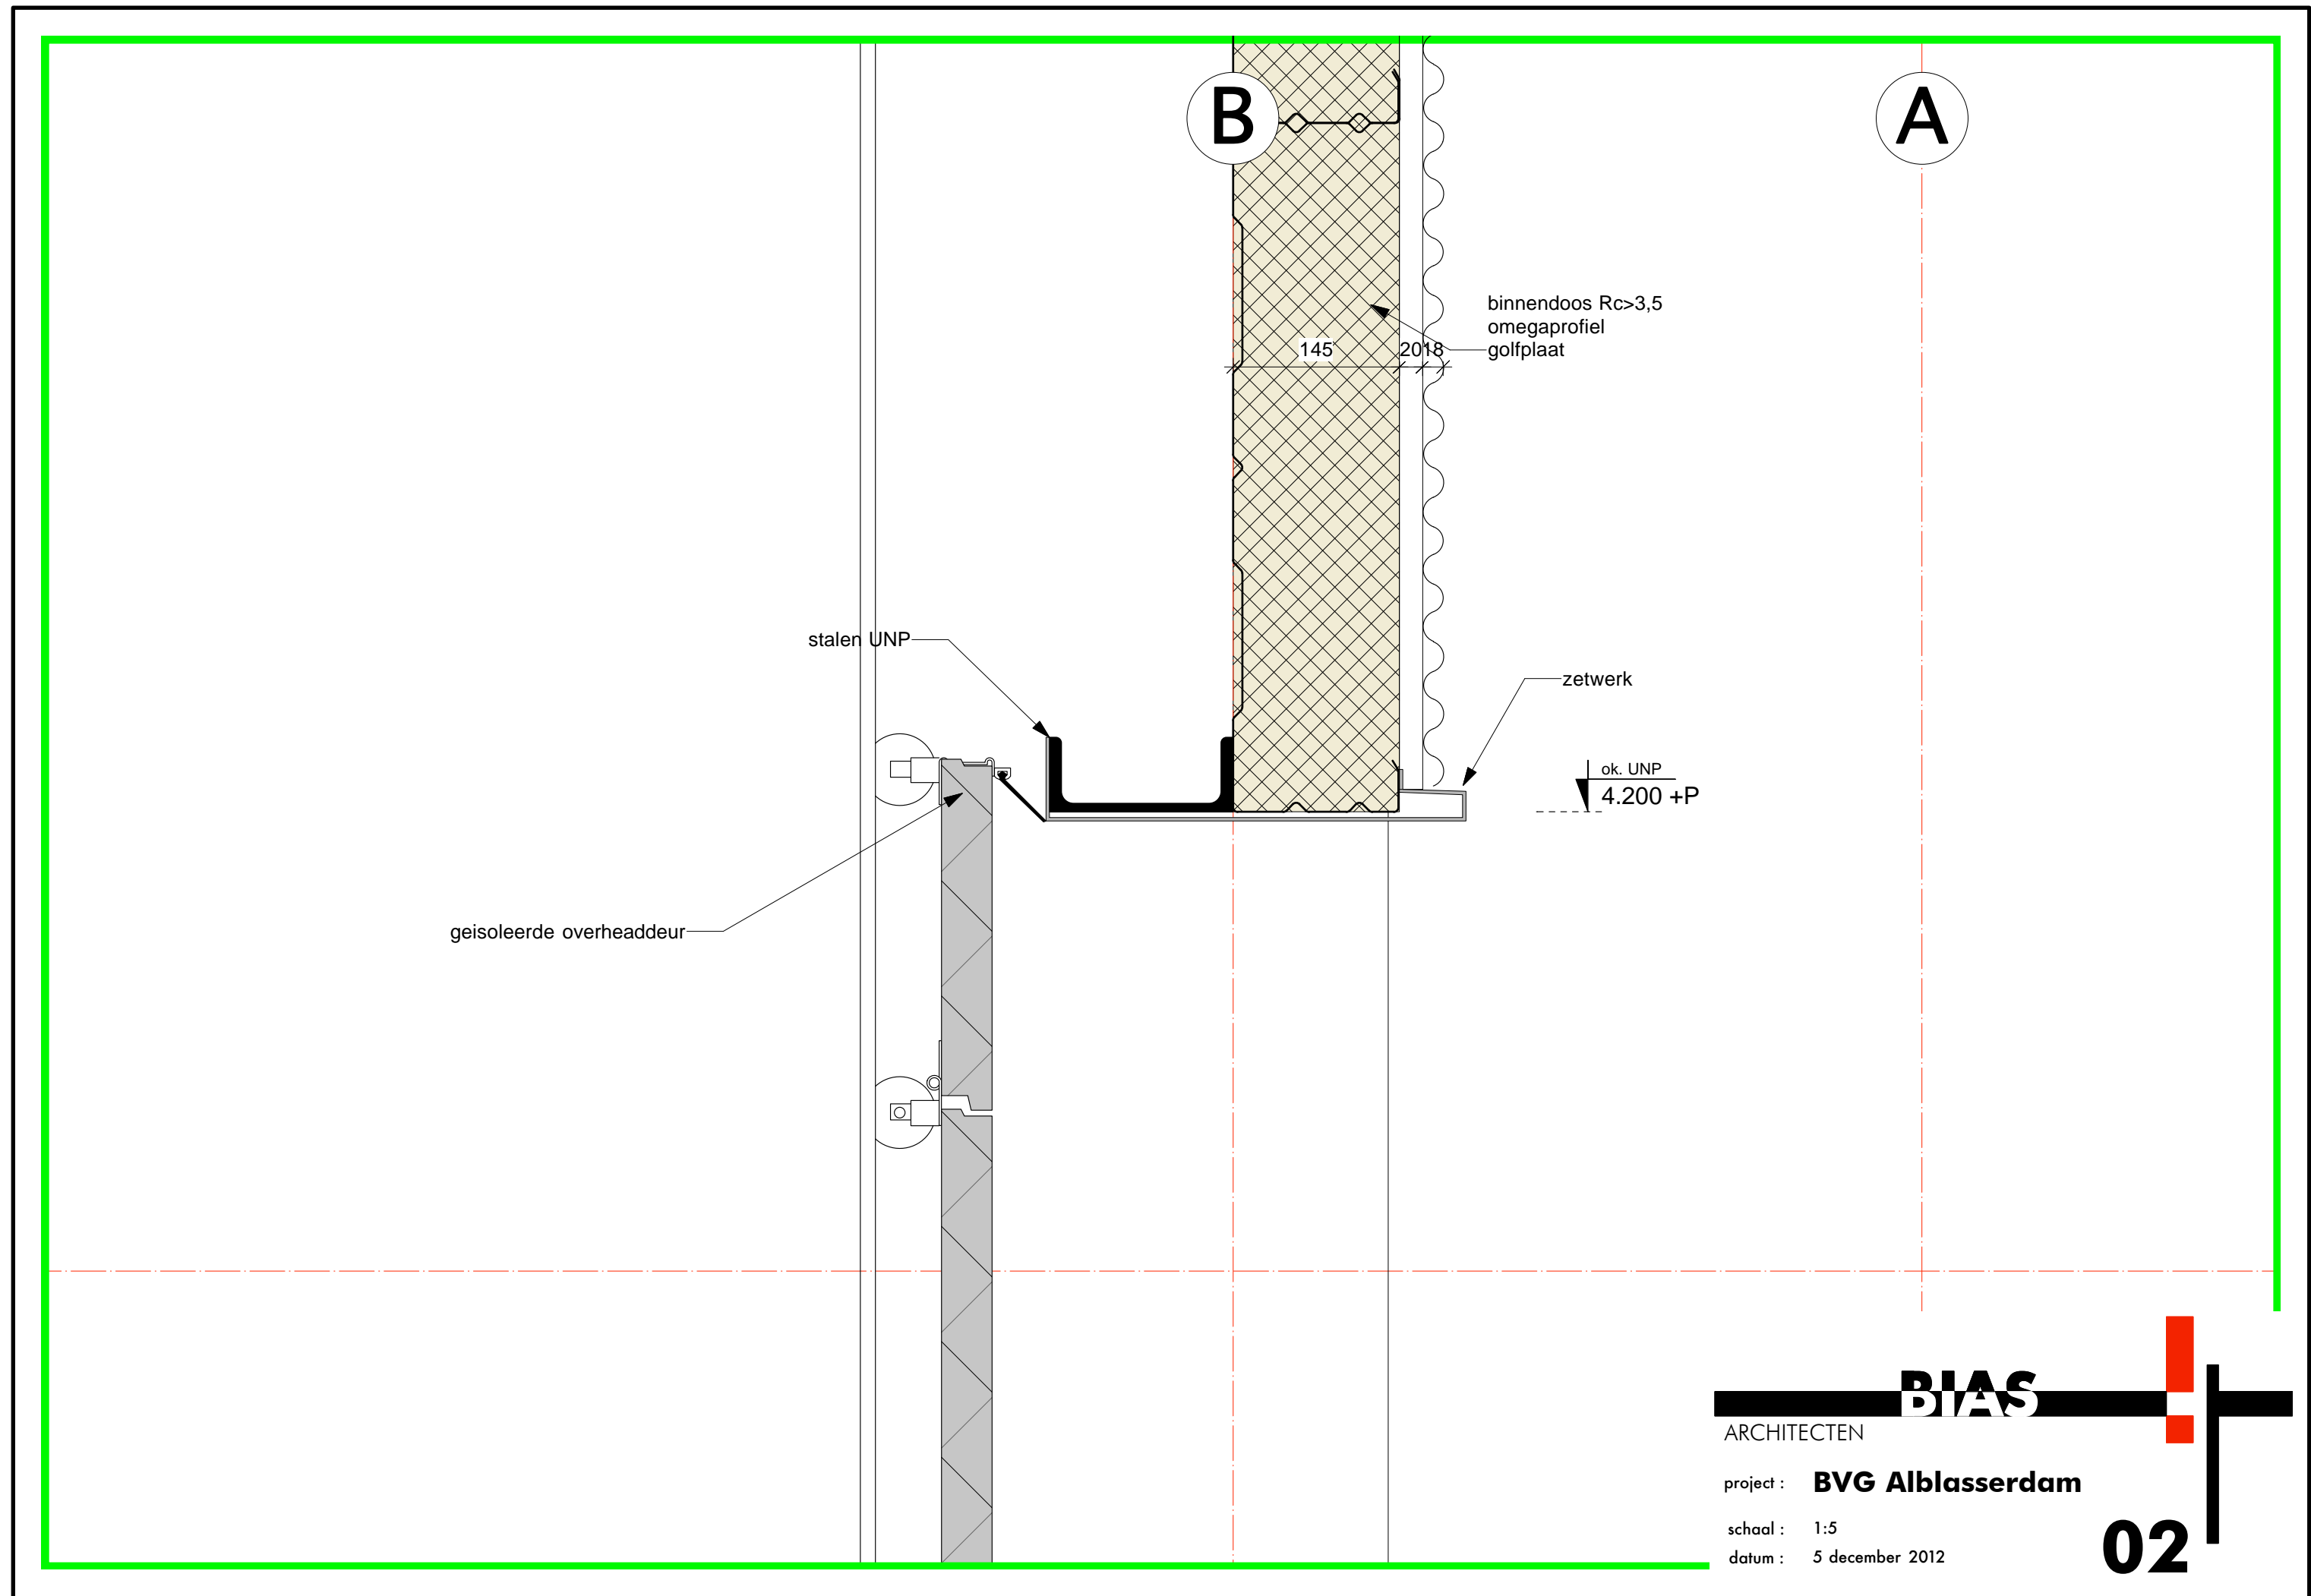 B
A
binnendoos Rc>3,5
omegaprofiel
golfplaat
145
20
18
stalen UNP
zetwerk
ok. UNP
4.200 +P
geisoleerde overheaddeur
BIAS
ARCHITECTEN
project : BVG Alblasserdam
schaal : 1:5
datum : 5 december 2012
02